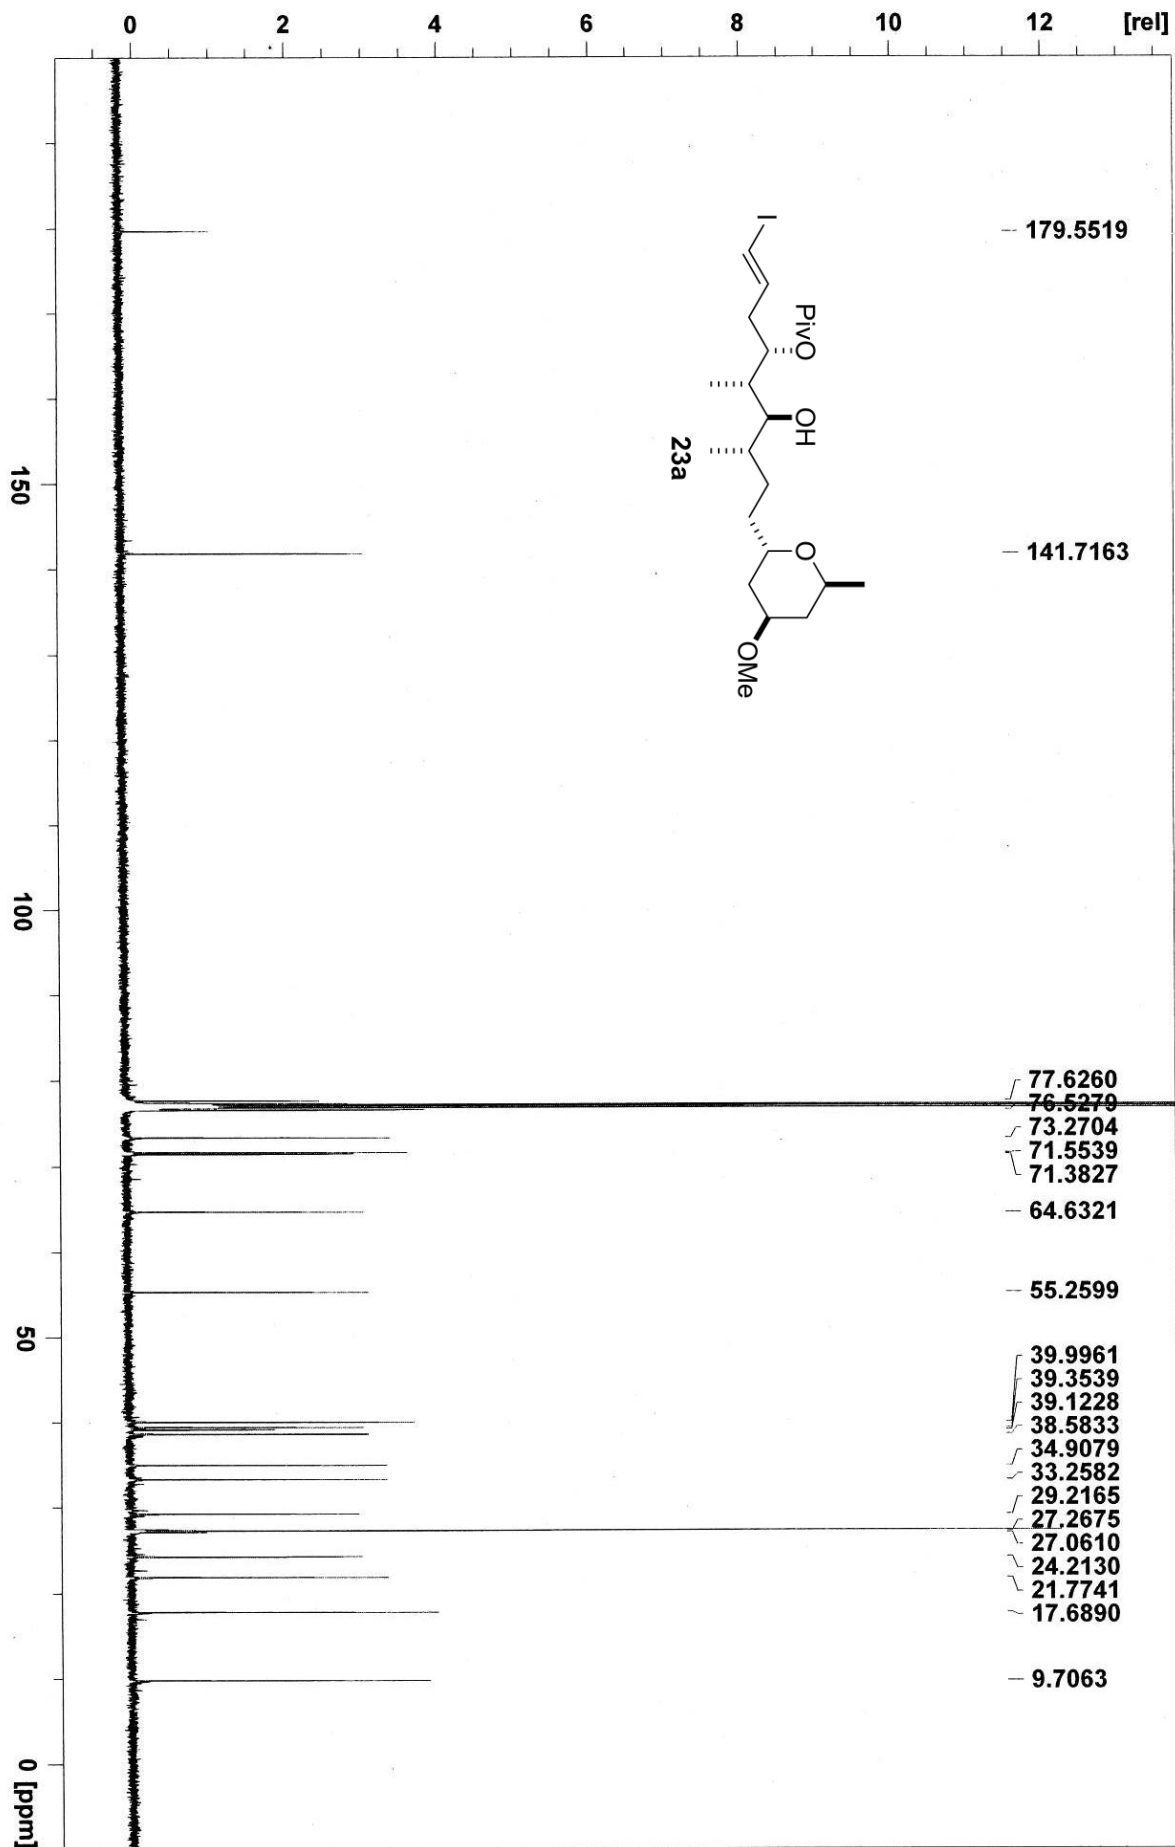 0 2 4 6 8 10 12 [rel]
179.5519
141.7163
77.6260
76.5279
73.2704
71.5539
71.3827
64.6321
55.2599
39.9961
39.3539
39.1228
38.5833
34.9079
33.2582
29.2165
27.2675
27.0610
24.2130
21.7741
17.6890
9.7063
I
PivO
OH
O
OMe
23a
150 100 50 0 [ppm]